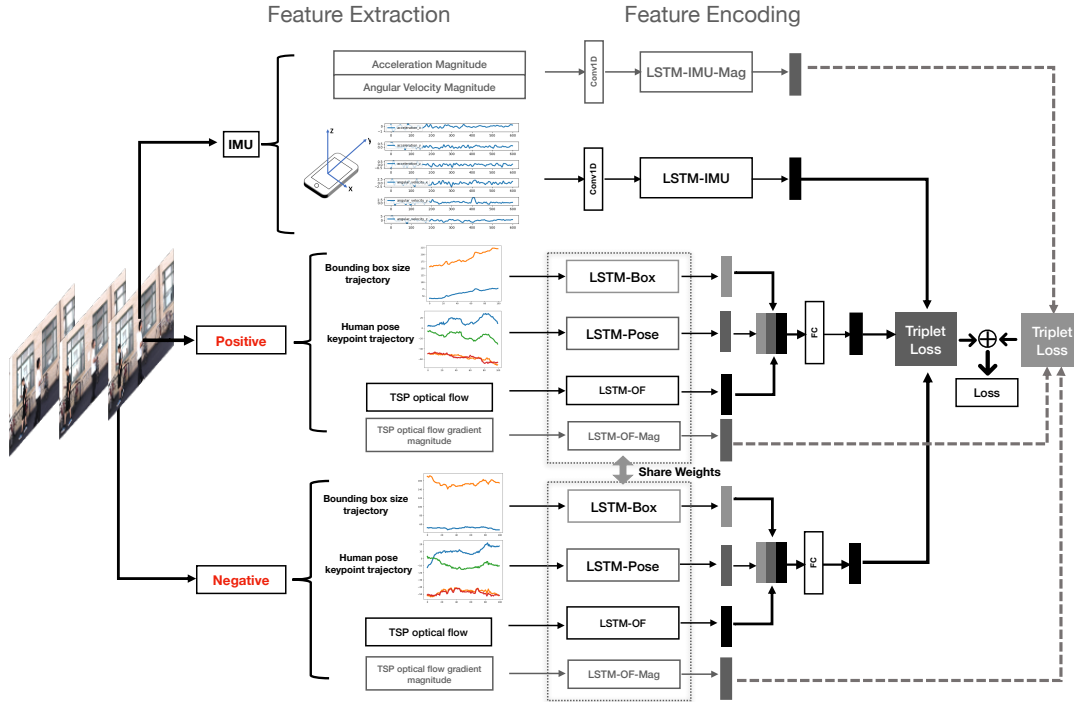 Feature Extraction
Feature Encoding
Acceleration Magnitude
Angular Velocity Magnitude
Conv1D
LSTM-IMU-Mag
IMU
Z
X
Conv1D
LSTM-IMU
Bounding box size
trajectory
LSTM-Box
Positive
Human pose
keypoint trajectory
LSTM-Pose
FC
Triplet
Loss
Triplet
Loss
Loss
TSP optical flow
LSTM-OF
TSP optical flow gradient
magnitude
LSTM-OF-Mag
Share Weights
Bounding box size
trajectory
LSTM-Box
Human pose
keypoint trajectory
LSTM-Pose
FC
Negative
TSP optical flow
LSTM-OF
TSP optical flow gradient
magnitude
LSTM-OF-Mag